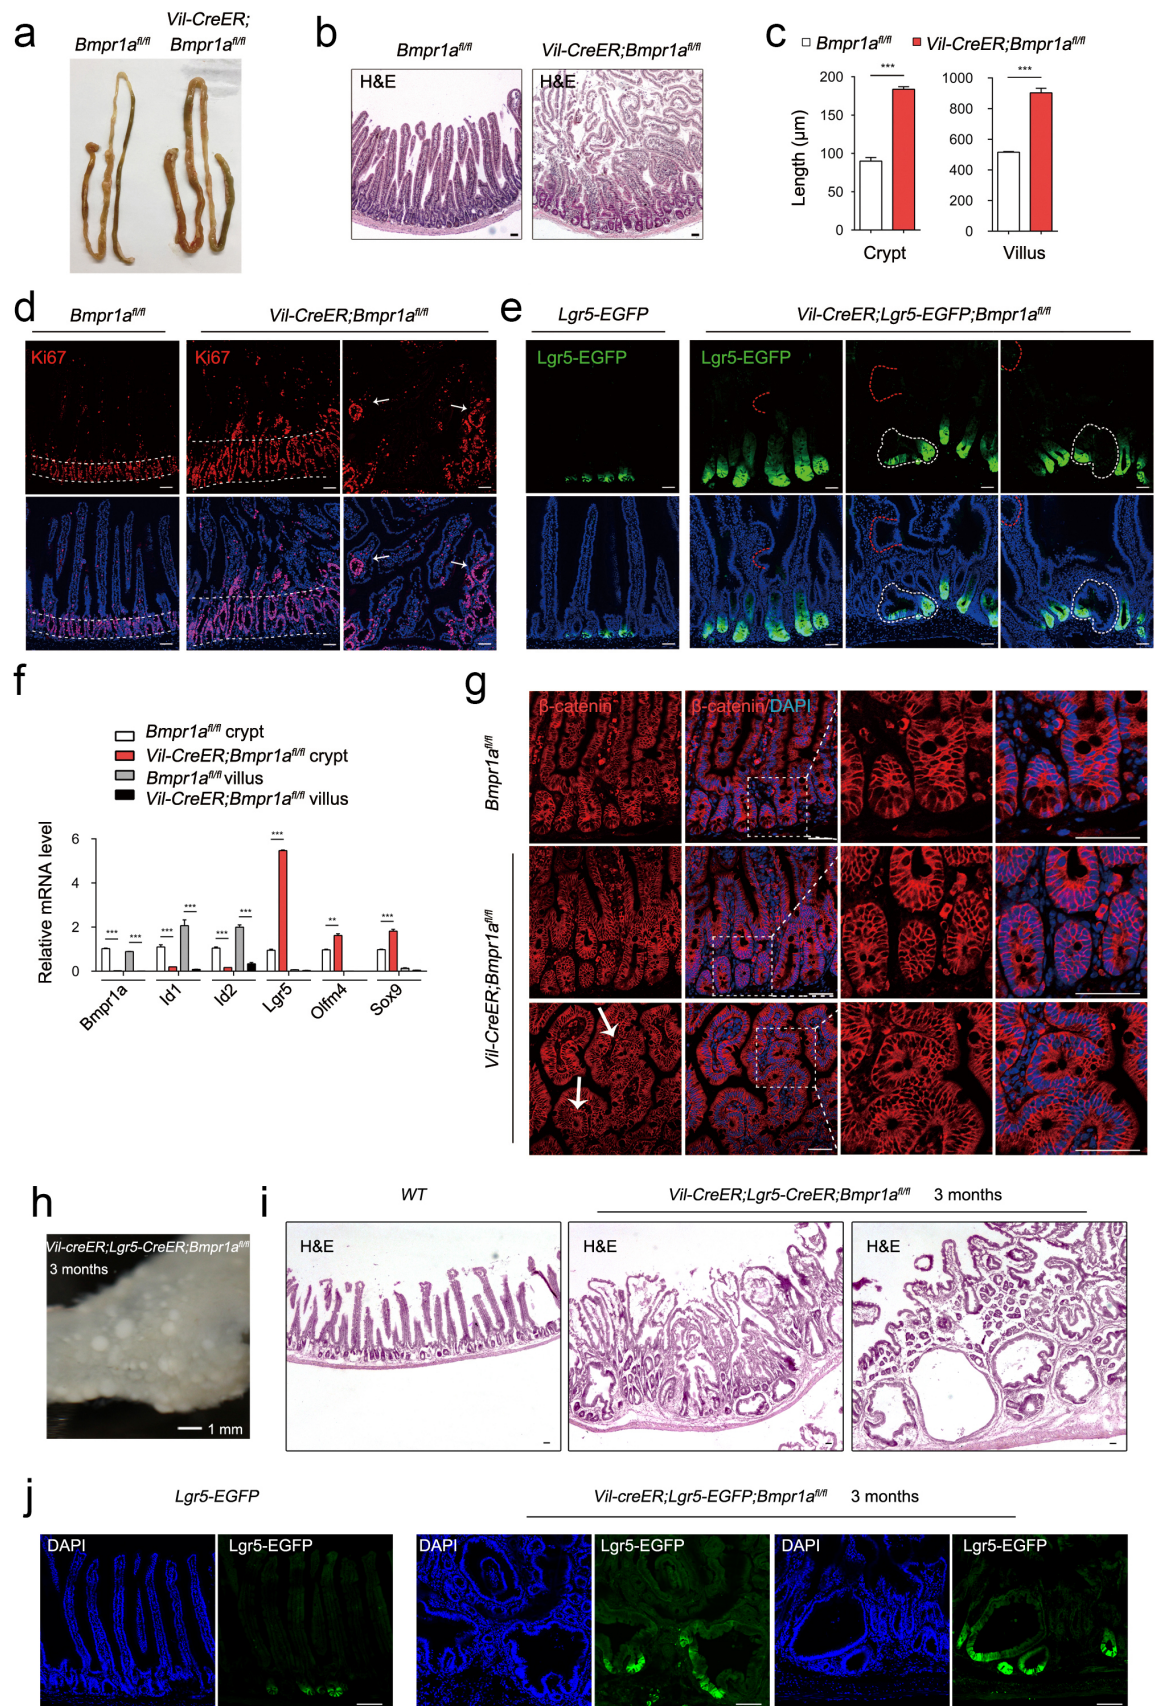 a
Bmpr1afl/fl
Vil-CreER;
Bmpr1afl/fl
b
Bmpr1afl/fl
Vil-CreER;Bmpr1afl/fl
H&E
H&E
c
Bmpr1afl/fl
Vil-CreER;Bmpr1afl/fl
Length (μm)
200
150
100
50
0
***
Crypt
1000
800
600
400
200
0
***
Villus
d
Bmpr1afl/fl
Vil-CreER;Bmpr1afl/fl
Ki67
Ki67
e
Lgr5-EGFP
Vil-CreER;Lgr5-EGFP;Bmpr1afl/fl
Lgr5-EGFP
Lgr5-EGFP
f
Bmpr1afl/fl crypt
Vil-CreER;Bmpr1afl/fl crypt
Bmpr1afl/fl villus
Vil-CreER;Bmpr1afl/fl villus
Relative mRNA level
6
4
2
0
*** ***
*** ***
*** ***
***
**
***
Bmpr1a
Id1
Id2
Lgr5
Olfm4
Sox9
g
Bmpr1afl/fl
Vil-CreER;Bmpr1afl/fl
β-catenin
β-catenin/DAPI
h
Vil-creER;Lgr5-CreER;Bmpr1afl/fl
3 months
1 mm
i
WT
Vil-CreER;Lgr5-CreER;Bmpr1afl/fl 3 months
H&E
H&E
H&E
j
Lgr5-EGFP
Vil-creER;Lgr5-EGFP;Bmpr1afl/fl 3 months
DAPI
Lgr5-EGFP
DAPI
Lgr5-EGFP
DAPI
Lgr5-EGFP